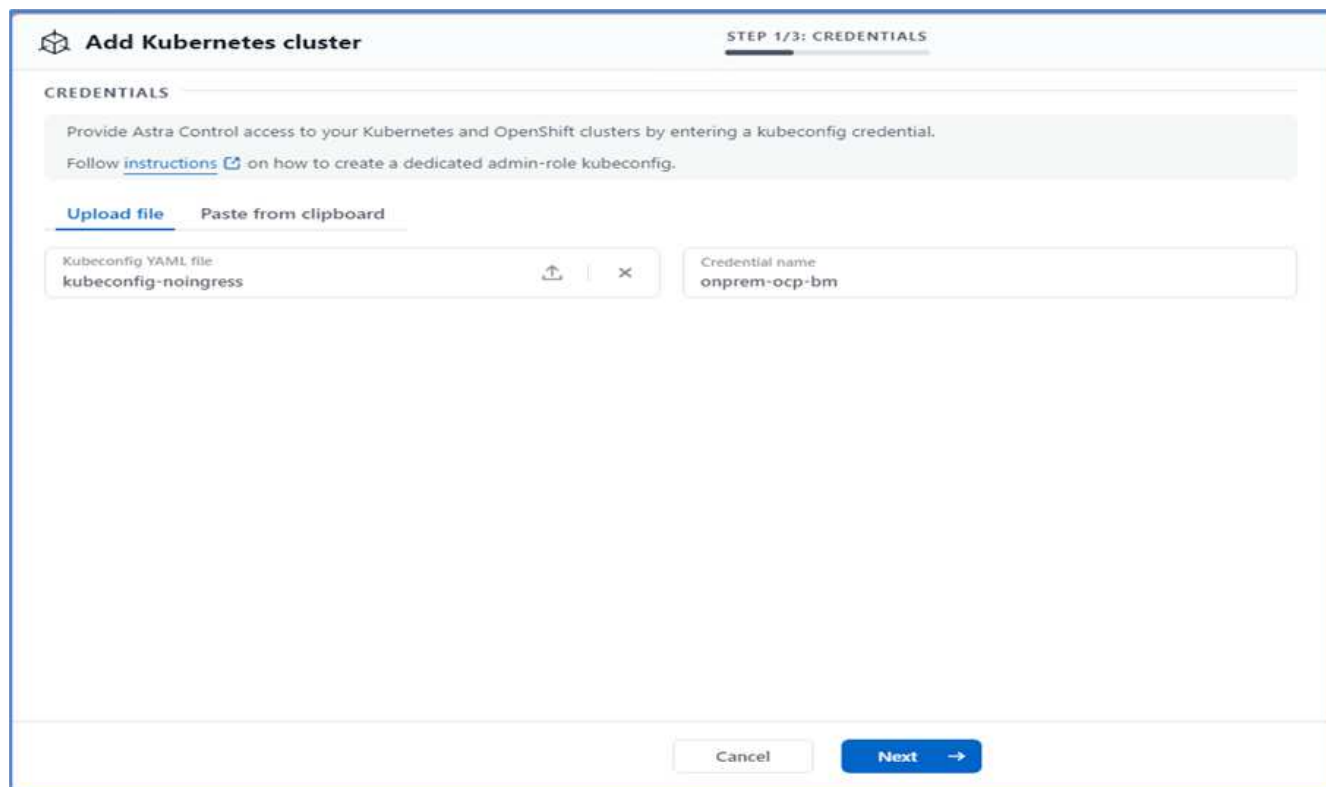 Add Kubernetes cluster
STEP 1/3: CREDENTIALS
CREDENTIALS
Provide Astra Control access to your Kubernetes and OpenShift clusters by entering a kubeconfig credential.
Follow instructions on how to create a dedicated admin-role kubeconfig.
Upload file Paste from clipboard
Kubeconfig YAML file
kubeconfig-noingress
Credential name
onprem-ocp-bm
Cancel Next